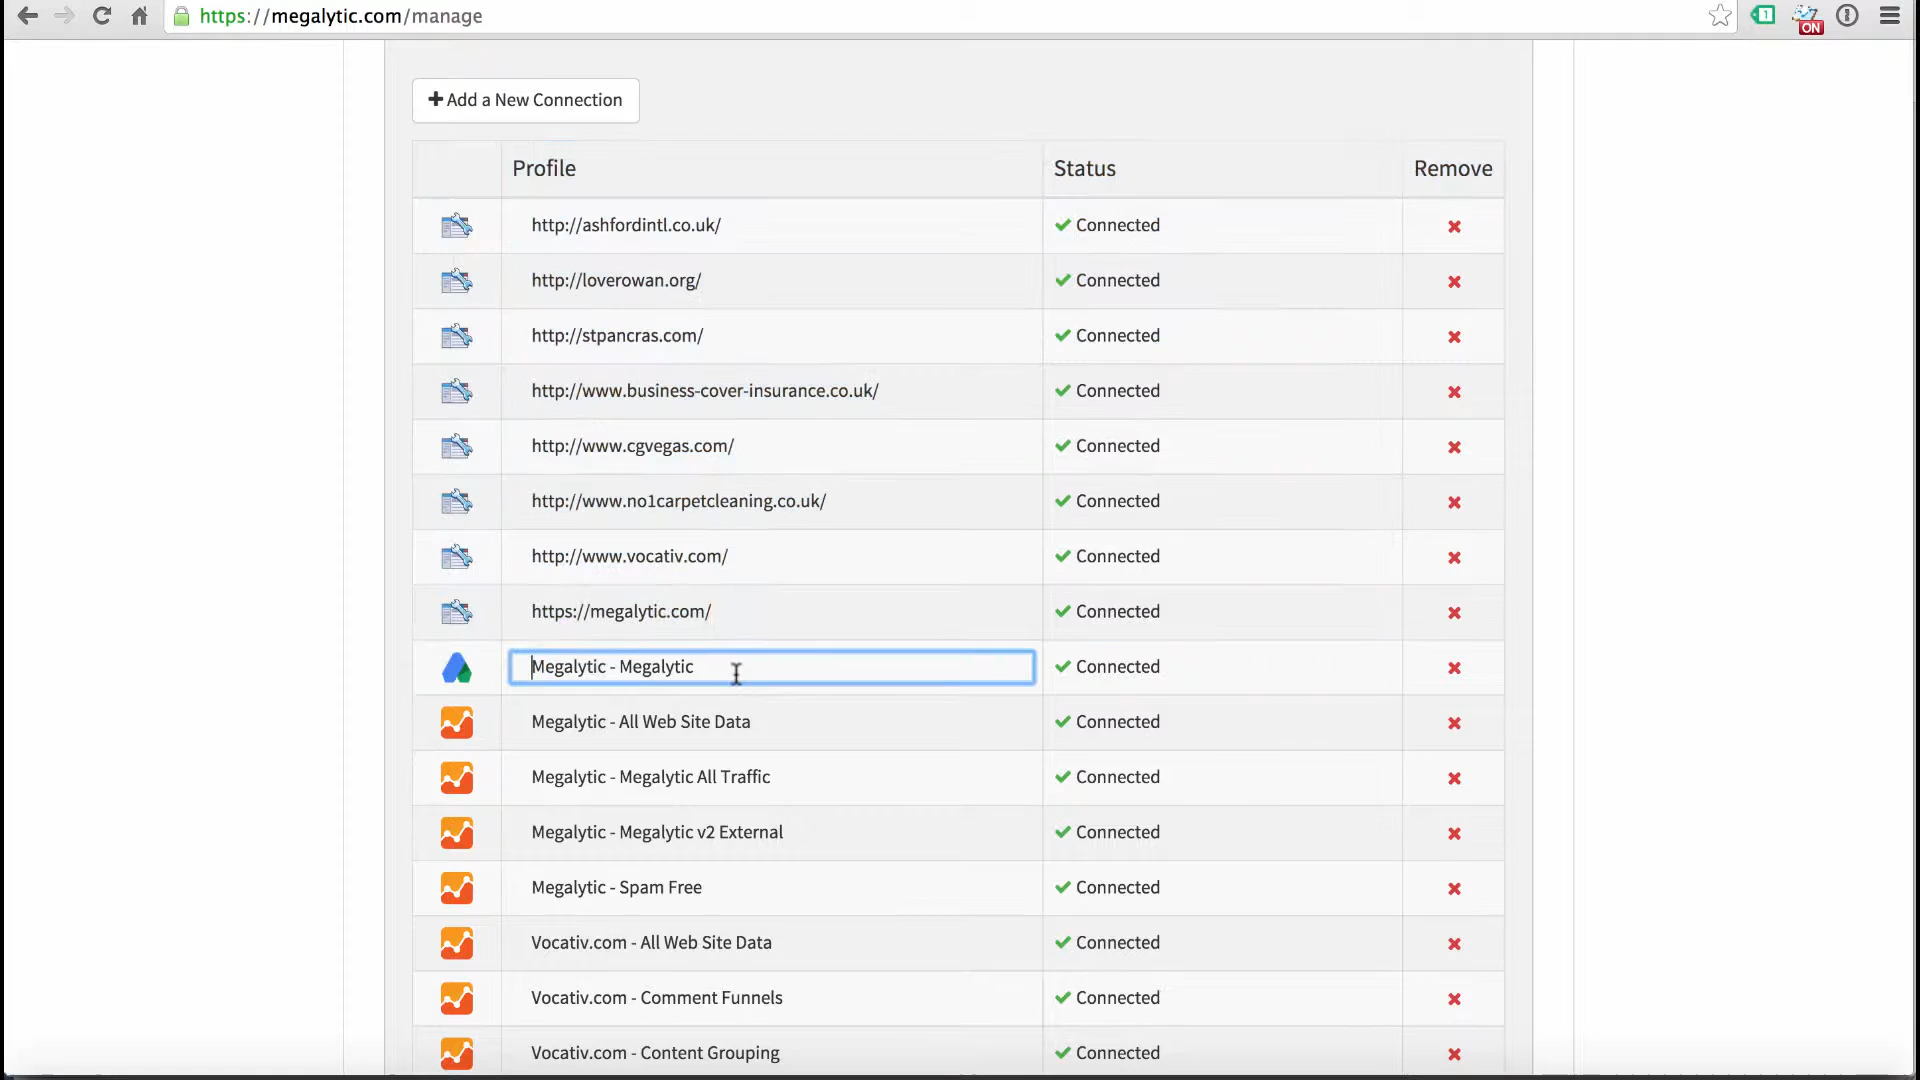 https://megalytic.com/manage
1
ON
Add a New Connection
Profile Status Remove
http://ashfordintl.co.uk/ Connected
http://loverowan.org/ Connected
http://stpancras.com/ Connected
http://www.business-cover-insurance.co.uk/ Connected
http://www.cgvegas.com/ Connected
http://www.no1carpetcleaning.co.uk/ Connected
http://www.vocativ.com/ Connected
https://megalytic.com/ Connected
Megalytic - Megalytic Connected
Megalytic - All Web Site Data Connected
Megalytic - Megalytic All Traffic Connected
Megalytic - Megalytic v2 External Connected
Megalytic - Spam Free Connected
Vocativ.com - All Web Site Data Connected
Vocativ.com - Comment Funnels Connected
Vocativ.com - Content Grouping Connected